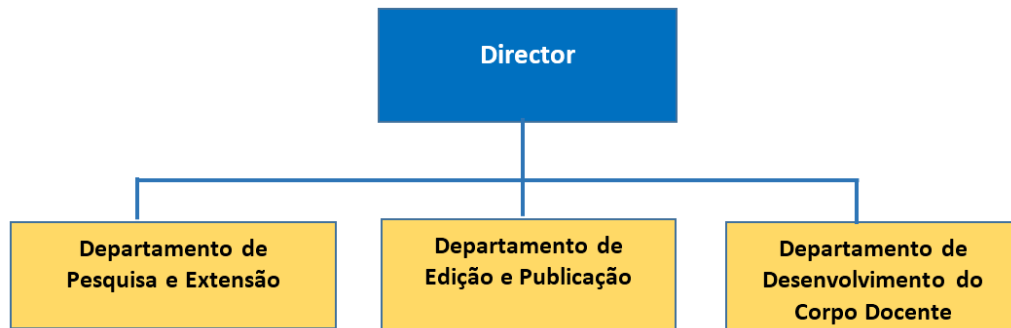 Director
Departamento de
Pesquisa e Extensão
Departamento de
Edição e Publicação
Departamento de
Desenvolvimento do
Corpo Docente